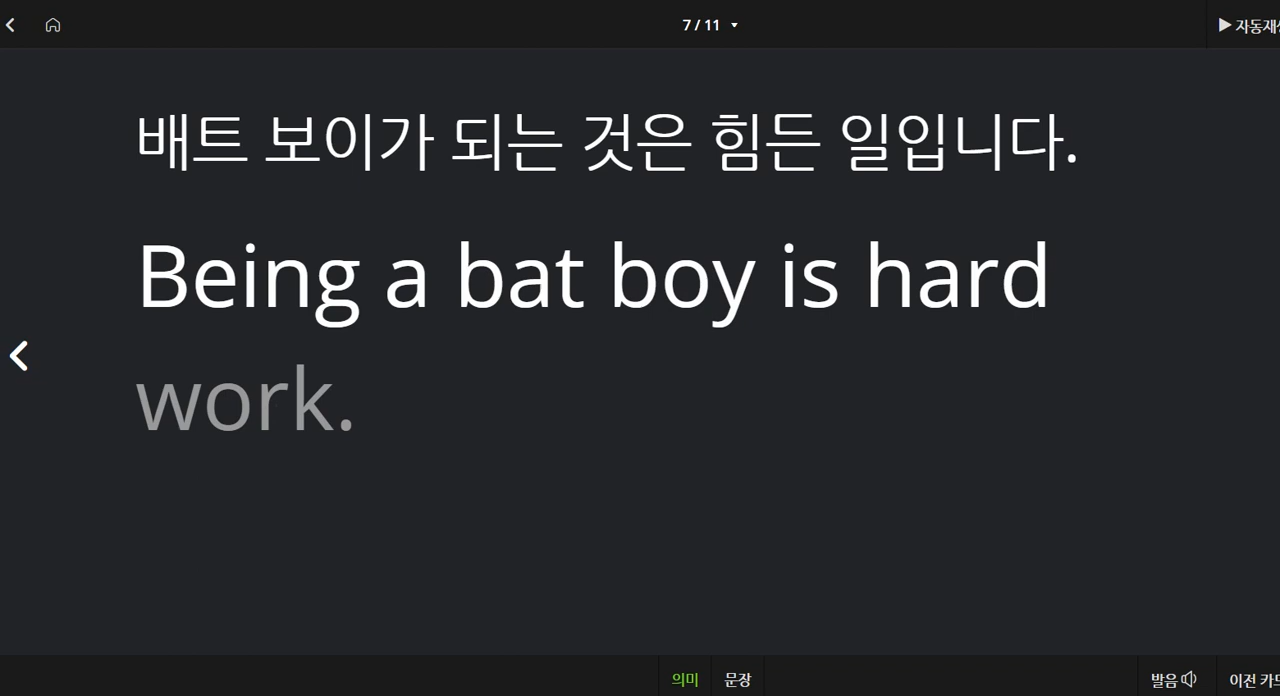 7 / 11
▶ 자동재
배트 보이가 되는 것은 힘든 일입니다.
Being a bat boy is hard
work.
의미 문장 발음 이전